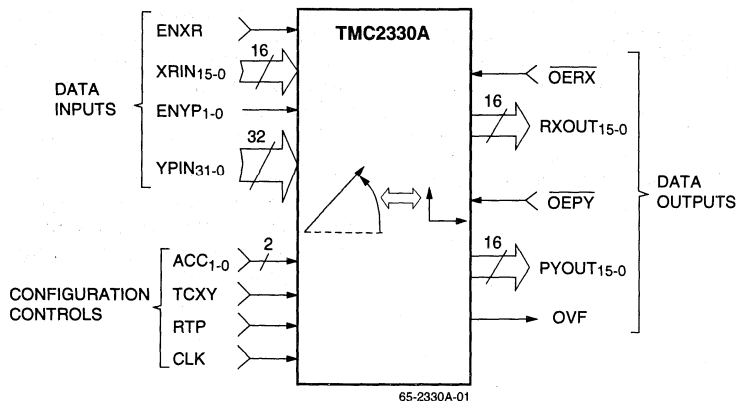 TMC2330A
DATA
INPUTS
ENXR
16
XRIN15-0
ENYP1-0
32
YPIN31-0
CONFIGURATION
CONTROLS
ACC1-0
2
TCXY
RTP
CLK
OERX
16
RXOUT15-0
OEPY
16
PYOUT15-0
OVF
DATA
OUTPUTS
65-2330A-01